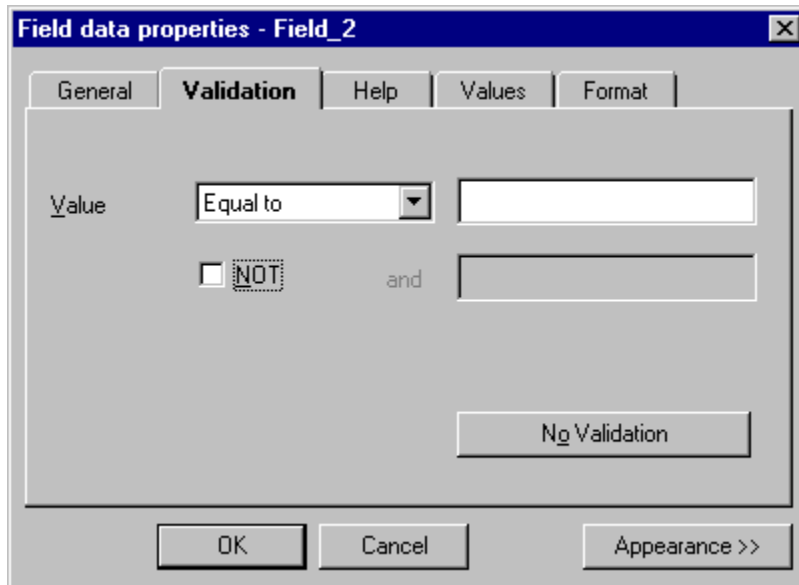 Field data properties - Field_2
General Validation Help Values Format
Value Equal to
NOT and
No Validation
OK Cancel Appearance >>